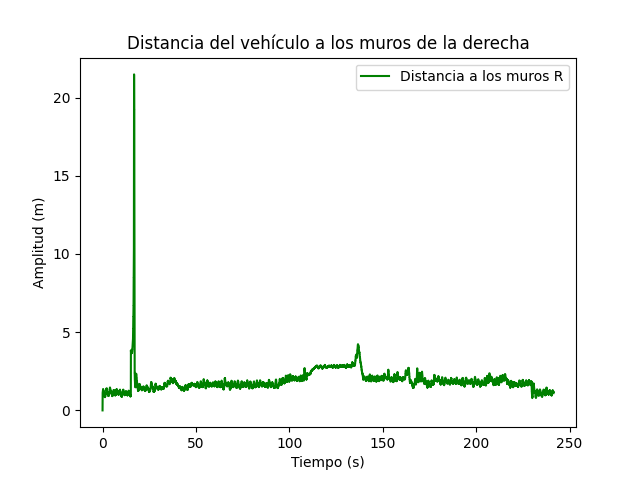 Distancia del vehículo a los muros de la derecha
Distancia a los muros R
Amplitud (m)
20
15
10
5
0
0 50 100 150 200 250
Tiempo (s)